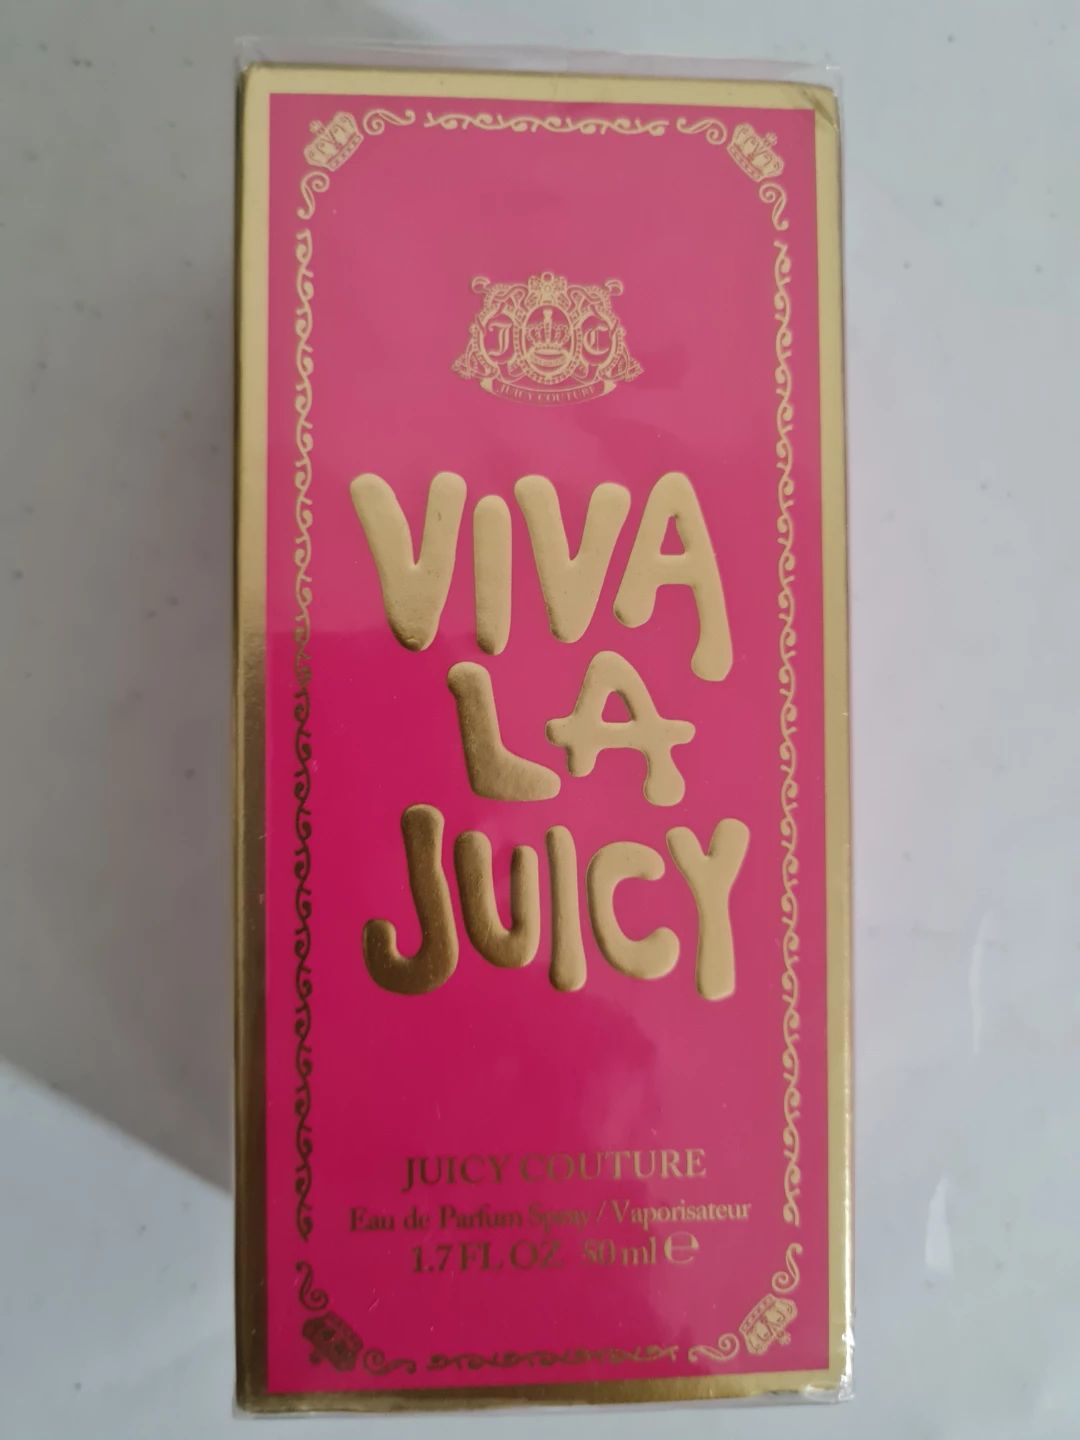 J C
JUICY COUTURE
VIVA
LA
JUICY
JUICY COUTURE
Eau de Parfum Spray / Vaporisateur
1.7 FL OZ 50 ml ℮